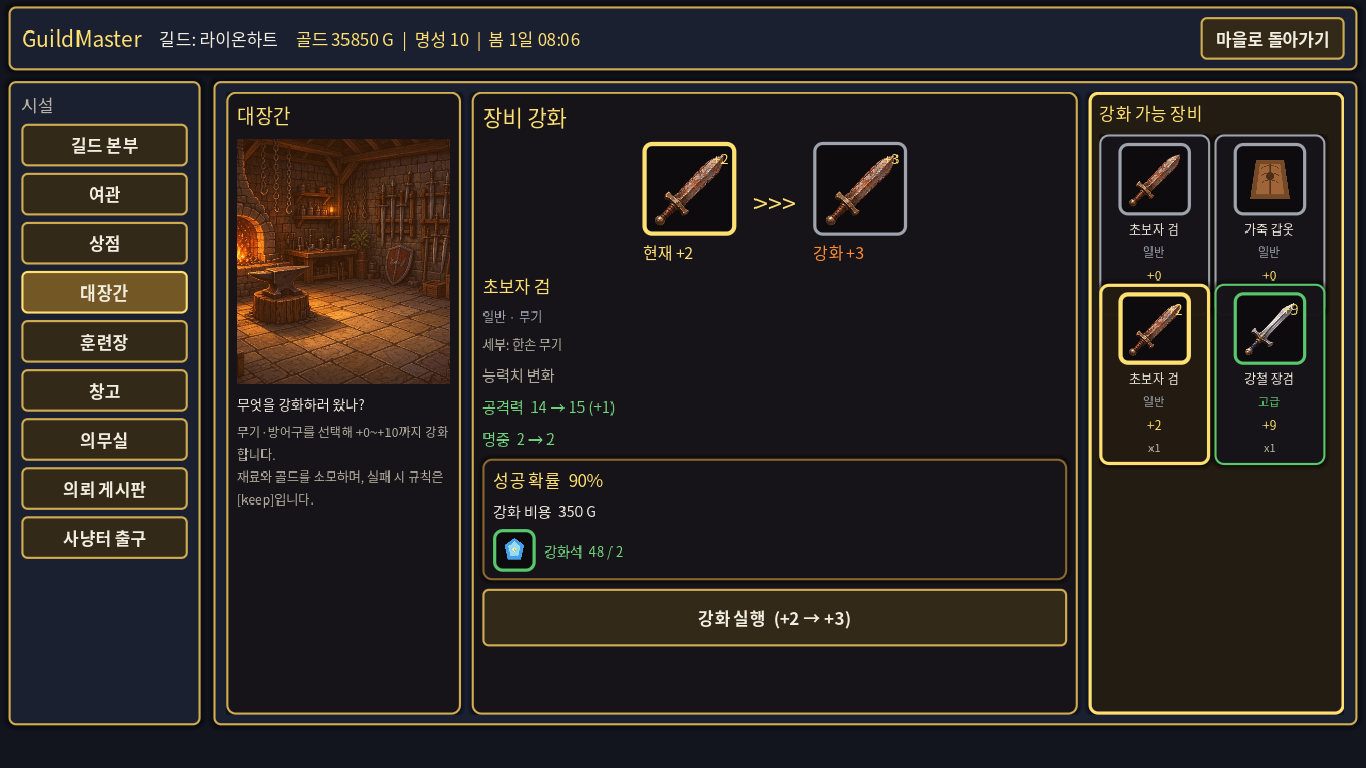 GuildMaster 길드: 라이온하트 골드 35850 G | 명성 10 | 봄 1일 08:06
마을로 돌아가기
시설
길드 본부
여관
상점
대장간
훈련장
창고
의무실
의뢰 게시판
사냥터 출구
대장간
무엇을 강화하러 왔나?
무기·방어구를 선택해 +0~+10까지 강화
합니다.
재료와 골드를 소모하며, 실패 시 규칙은
[keep]입니다.
장비 강화
+2
>>>
+3
현재 +2
강화 +3
초보자 검
일반 · 무기
세부: 한손 무기
능력치 변화
공격력 14 → 15 (+1)
명중 2 → 2
성공 확률 90%
강화 비용 350 G
강화석 48 / 2
강화 실행 (+2 → +3)
강화 가능 장비
초보자 검
일반
+0
가죽 갑옷
일반
+0
+2
초보자 검
일반
+2
x1
+9
강철 장검
고급
+9
x1